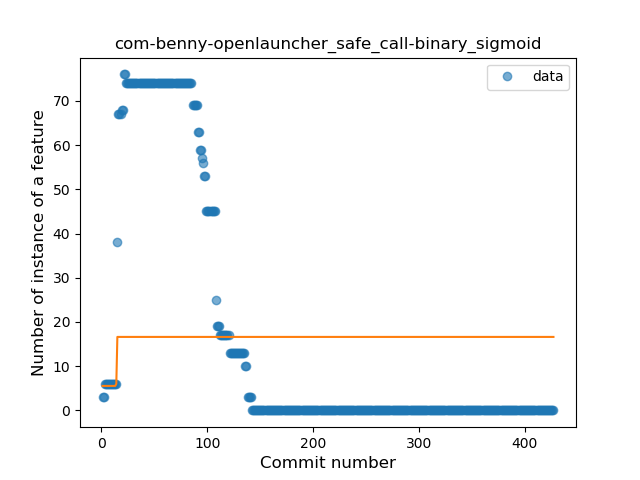 com-benny-openlauncher_safe_call-binary_sigmoid
data
Number of instance of a feature
70
60
50
40
30
20
10
0
0 100 200 300 400
Commit number